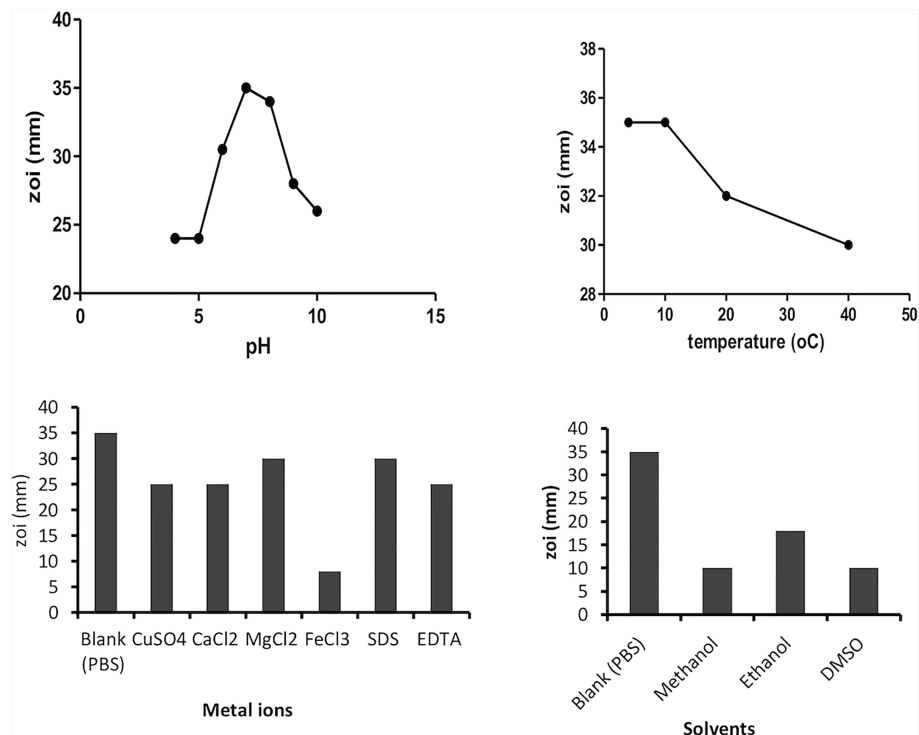 40
35
30
25
20
zoi (mm)
0 5 10 15
pH
38
36
34
32
30
28
zoi (mm)
0 10 20 30 40 50
temperature (oC)
40
35
30
25
20
15
10
5
0
zoi (mm)
Blank CuSO4 CaCl2 MgCl2 FeCl3 SDS EDTA
(PBS)
Metal ions
40
35
30
25
20
15
10
5
0
zoi (mm)
Blank (PBS) Methanol Ethanol DMSO
Solvents